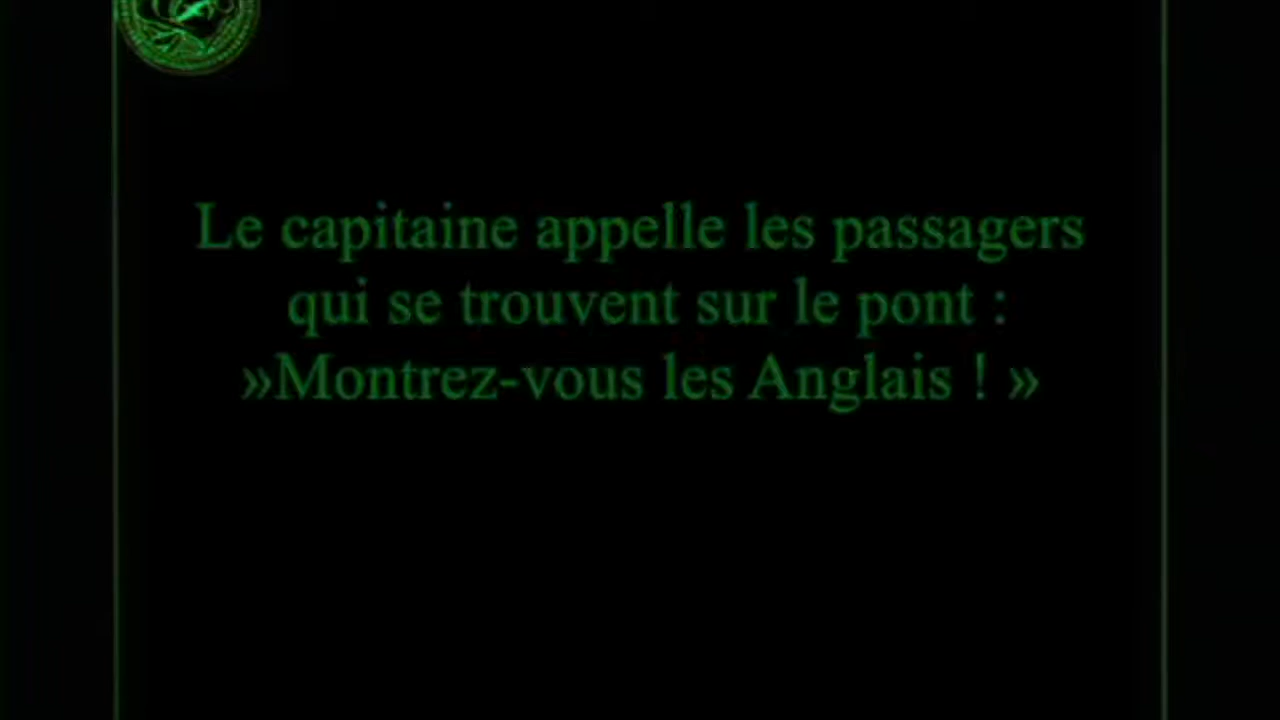 Le capitaine appelle les passagers
qui se trouvent sur le pont :
»Montrez-vous les Anglais ! »